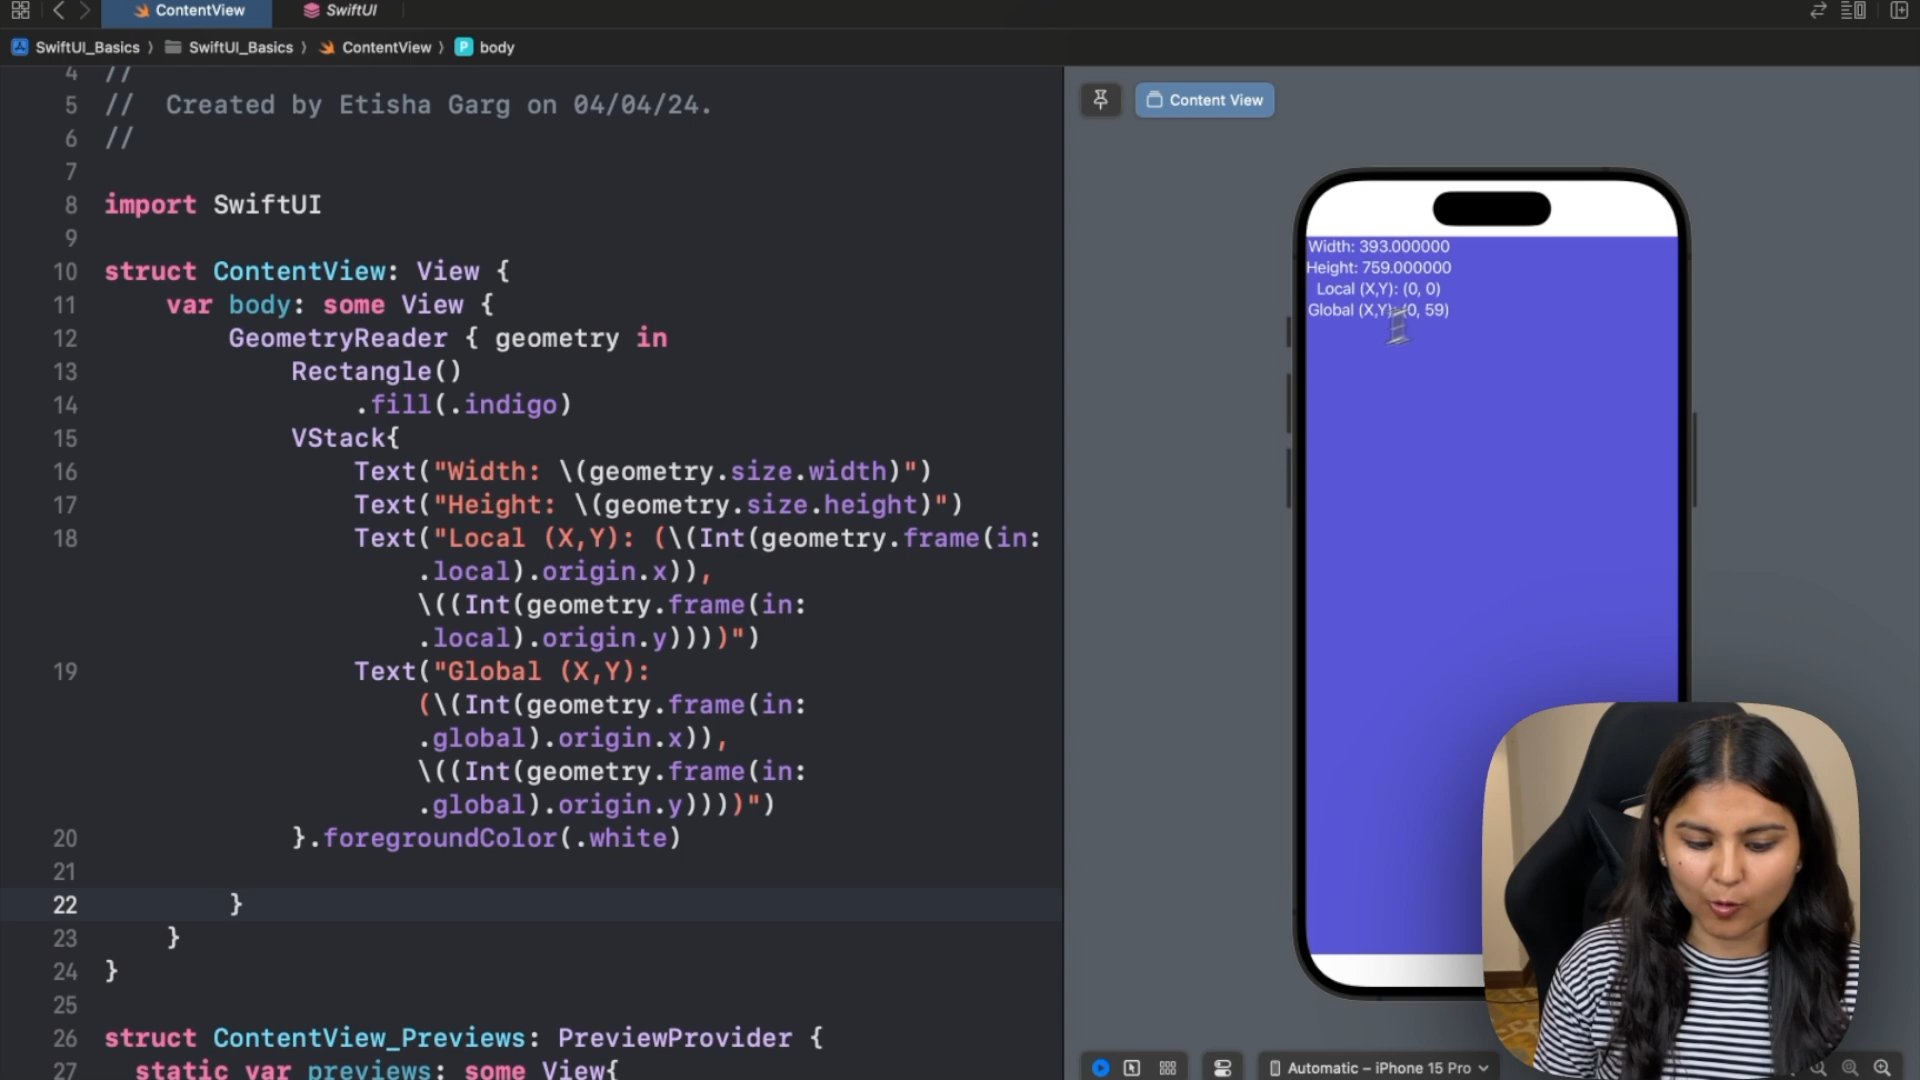 ContentView
SwiftUI
SwiftUI_Basics 〉 SwiftUI_Basics 〉 ContentView 〉 P body
4 //
5 //  Created by Etisha Garg on 04/04/24.
6 //
7
8 import SwiftUI
9
10 struct ContentView: View {
11 var body: some View {
12 GeometryReader { geometry in
13 Rectangle()
14 .fill(.indigo)
15 VStack{
16 Text("Width: \(geometry.size.width)")
17 Text("Height: \(geometry.size.height)")
18 Text("Local (X,Y): (\(Int(geometry.frame(in:
.local).origin.x)),
\((Int(geometry.frame(in:
.local).origin.y))))")
19 Text("Global (X,Y):
(\(Int(geometry.frame(in:
.global).origin.x)),
\((Int(geometry.frame(in:
.global).origin.y))))")
20 }.foregroundColor(.white)
21
22 }
23 }
24 }
25
26 struct ContentView_Previews: PreviewProvider {
27 static var previews: some View{
Content View
Width: 393.000000
Height: 759.000000
Local (X,Y): (0, 0)
Global (X,Y): (0, 59)
Automatic – iPhone 15 Pro